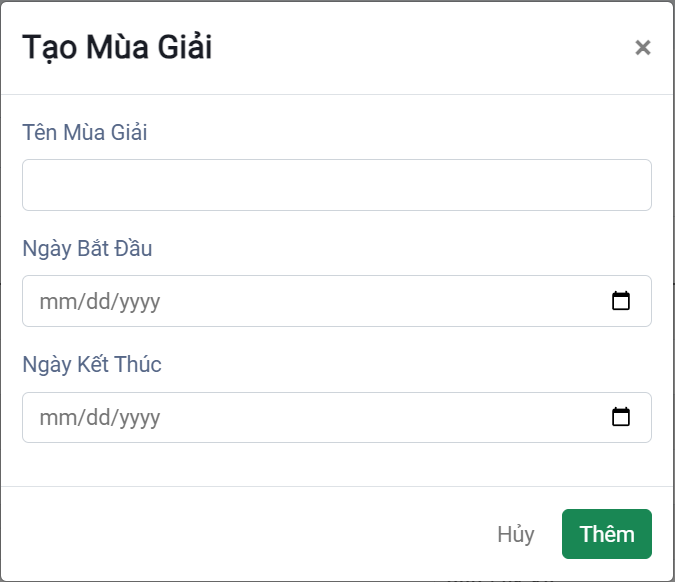 Tạo Mùa Giải
×
Tên Mùa Giải
Ngày Bắt Đầu
mm/dd/yyyy
Ngày Kết Thúc
mm/dd/yyyy
Hủy Thêm